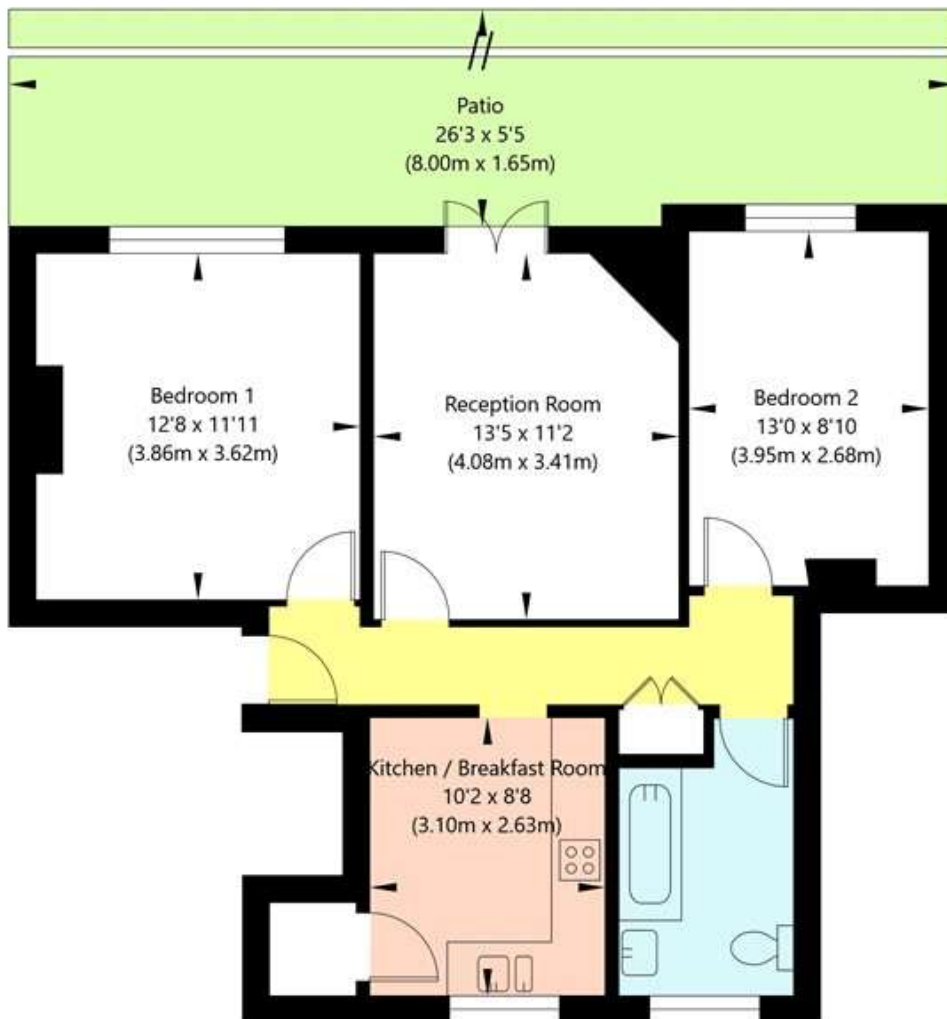 Patio
26'3 x 5'5
(8.00m x 1.65m)
Bedroom 1
12'8 x 11'11
(3.86m x 3.62m)
Reception Room
13'5 x 11'2
(4.08m x 3.41m)
Bedroom 2
13'0 x 8'10
(3.95m x 2.68m)
Kitchen / Breakfast Room
10'2 x 8'8
(3.10m x 2.63m)